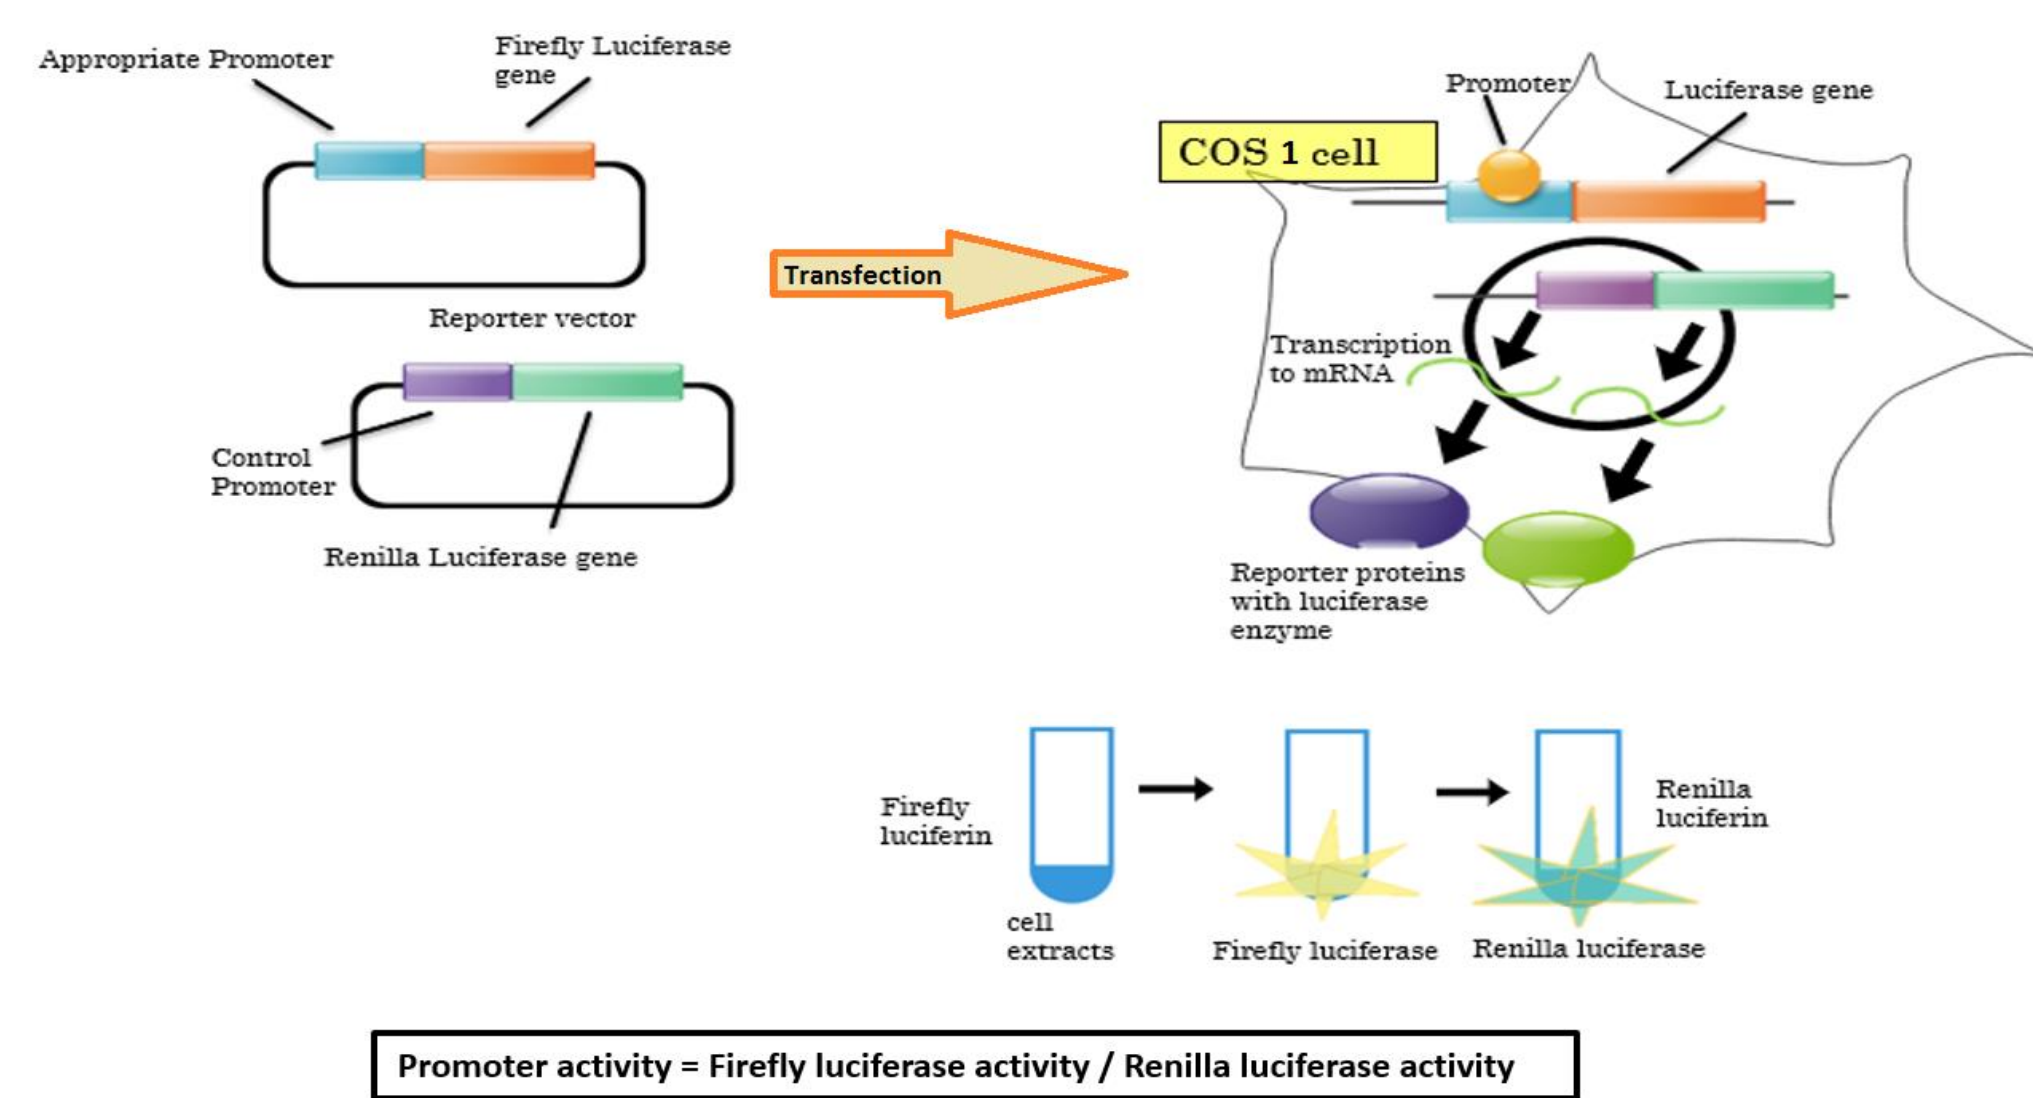 Appropriate Promoter
Firefly Luciferase
gene
Reporter vector
Control
Promoter
Renilla Luciferase gene
Transfection
COS 1 cell
Promoter
Luciferase gene
Transcription
to mRNA
Reporter proteins
with luciferase
enzyme
Firefly
luciferin
cell
extracts
Firefly luciferase
Renilla
luciferin
Renilla luciferase
Promoter activity = Firefly luciferase activity / Renilla luciferase activity